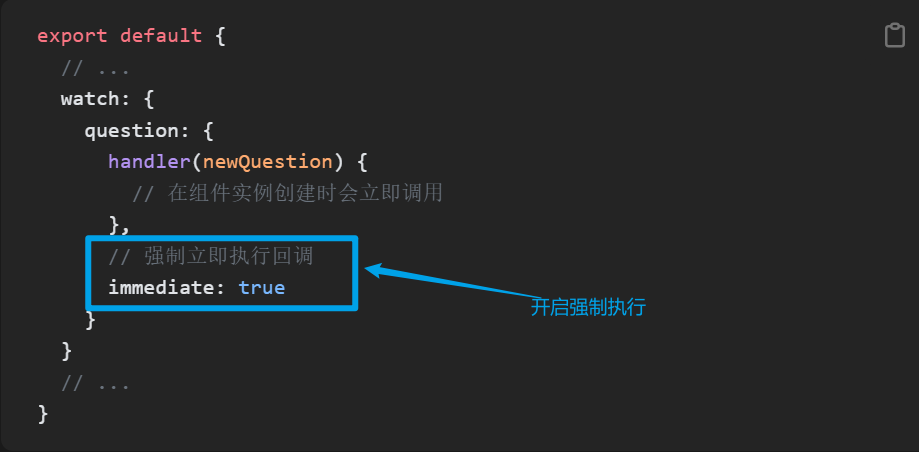 export default {
  // ...
  watch: {
    question: {
      handler(newQuestion) {
        // 在组件实例创建时会立即调用
      },
      // 强制立即执行回调
      immediate: true
开启强制执行
    }
  }
  // ...
}